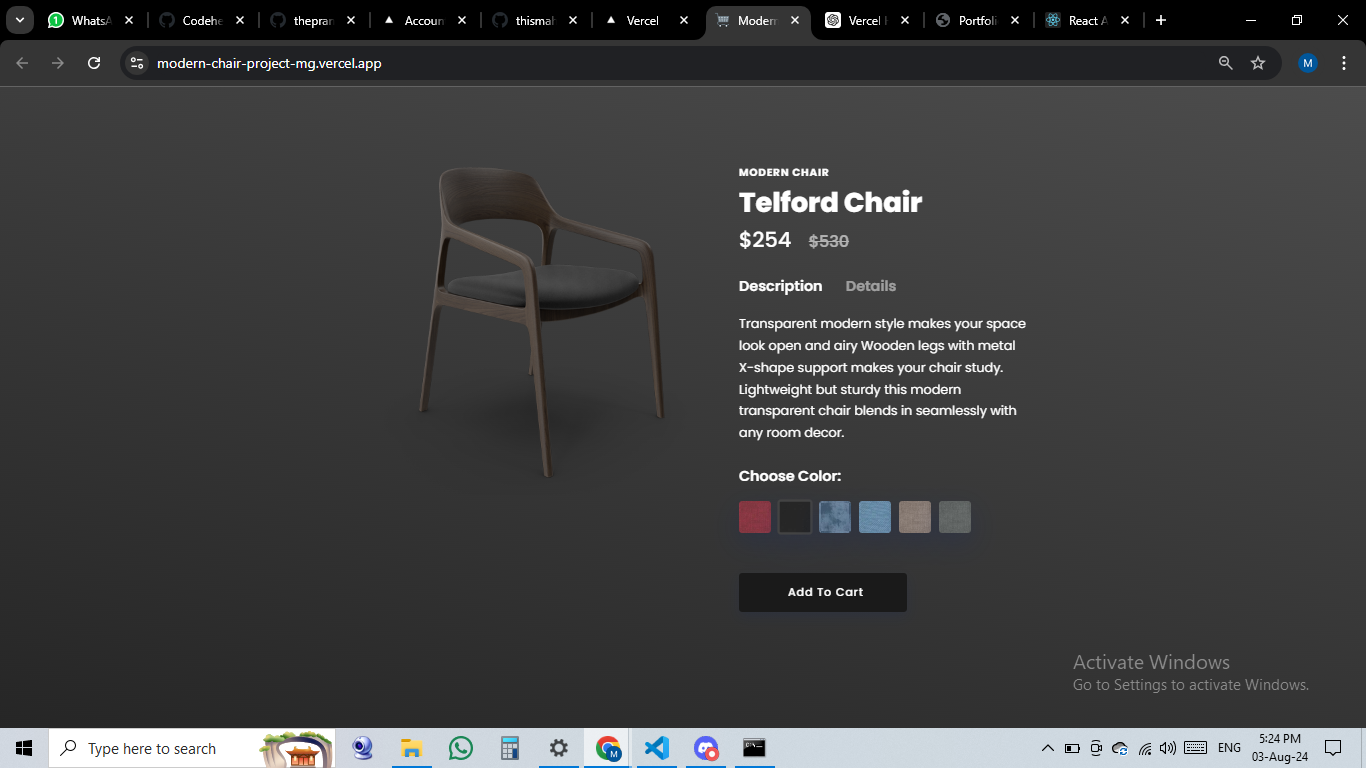 WhatsA
Codehe
thepran
Accoun
thismah
Vercel
Modern
Vercel
Portfoli
React A
modern-chair-project-mg.vercel.app
M
MODERN CHAIR
Telford Chair
$254 $530
Description Details
Transparent modern style makes your space
look open and airy Wooden legs with metal
X-shape support makes your chair study.
Lightweight but sturdy this modern
transparent chair blends in seamlessly with
any room decor.
Choose Color:
Add To Cart
Activate Windows
Go to Settings to activate Windows.
Type here to search
ENG
5:24 PM
03-Aug-24